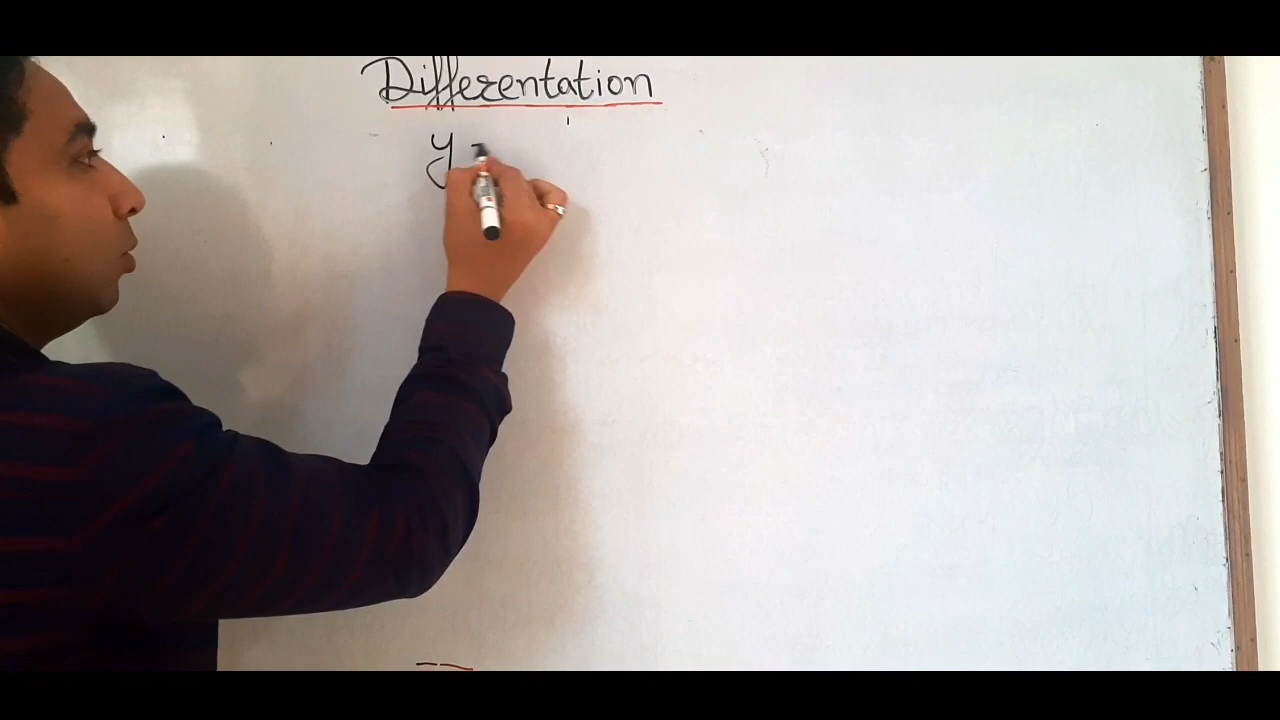 Differentation
y =